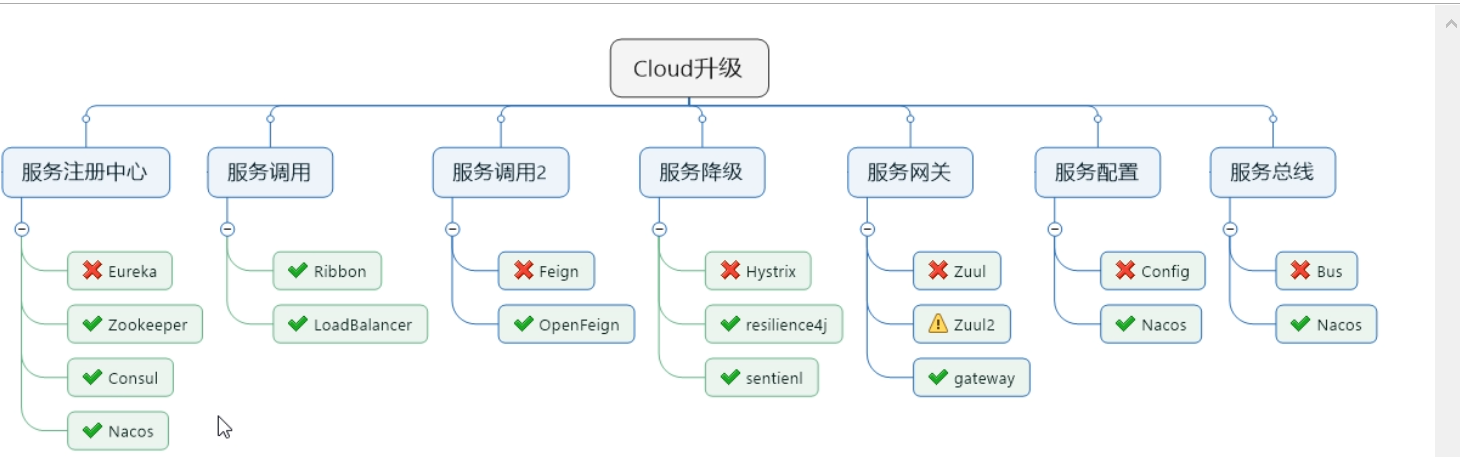 Cloud升级
服务注册中心
服务调用
服务调用2
服务降级
服务网关
服务配置
服务总线
Eureka
Zookeeper
Consul
Nacos
Ribbon
LoadBalancer
Feign
OpenFeign
Hystrix
resilience4j
sentienl
Zuul
Zuul2
gateway
Config
Nacos
Bus
Nacos